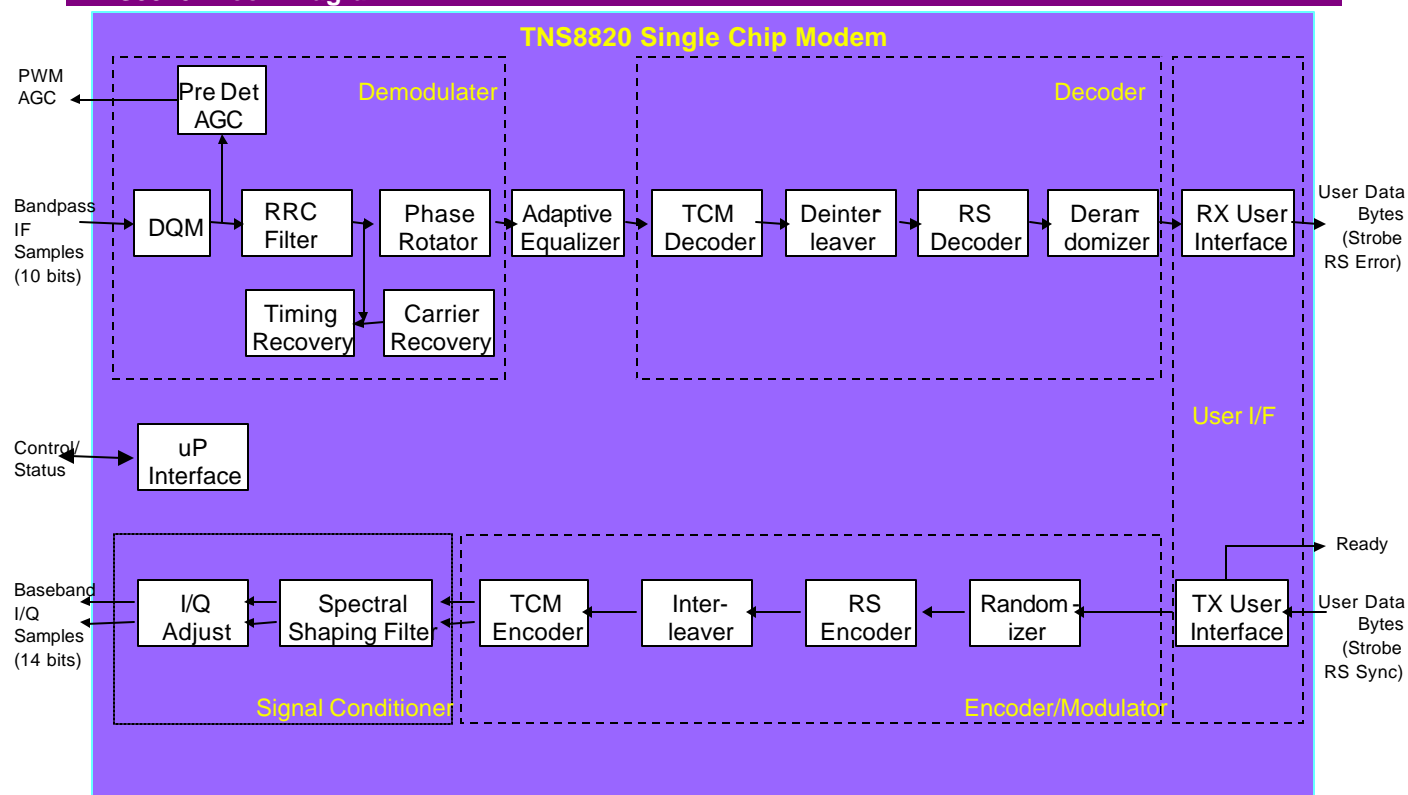 TNS8820 Single Chip Modem
PWM
AGC
Pre Det
AGC
Demodulater
Decoder
Bandpass
IF
Samples
(10 bits)
DQM
RRC
Filter
Phase
Rotator
Adaptive
Equalizer
TCM
Decoder
Deinter-
leaver
RS
Decoder
Deran-
domizer
RX User
Interface
User Data
Bytes
(Strobe
RS Error)
Timing
Recovery
Carrier
Recovery
User I/F
Control/
Status
uP
Interface
Ready
Baseband
I/Q
Samples
(14 bits)
I/Q
Adjust
Spectral
Shaping Filter
TCM
Encoder
Inter-
leaver
RS
Encoder
Random-
izer
TX User
Interface
User Data
Bytes
(Strobe
RS Sync)
Signal Conditioner
Encoder/Modulator